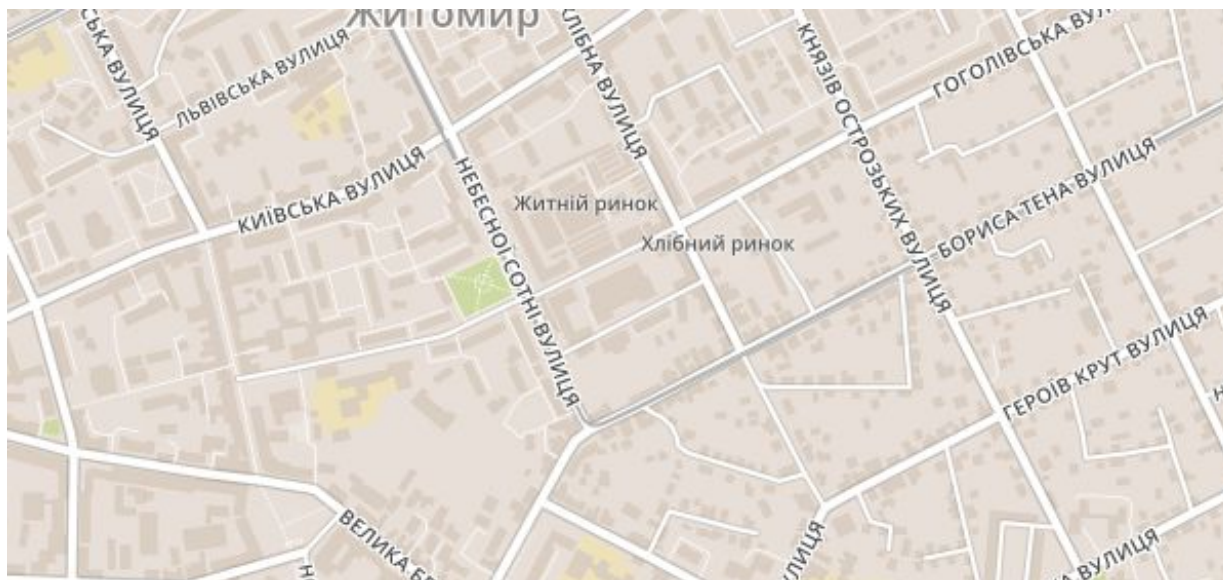 Житомир
СЬКА ВУЛИЦЯ
ЛЬВІВСЬКА ВУЛИЦЯ
ХЛІБНА ВУЛИЦЯ
КНЯЗІВ ОСТРОЗЬКИХ ВУЛИЦЯ
ГОГОЛІВСЬКА ВУЛ
КИЇВСЬКА ВУЛИЦЯ
НЕБЕСНОЇ СОТНІ ВУЛИЦЯ
Житній ринок
Хлібний ринок
БОРИСА ТЕНА ВУЛИЦЯ
ГЕРОЇВ КРУТ ВУЛИЦЯ
ВЕЛИКА
ВУЛИЦЯ